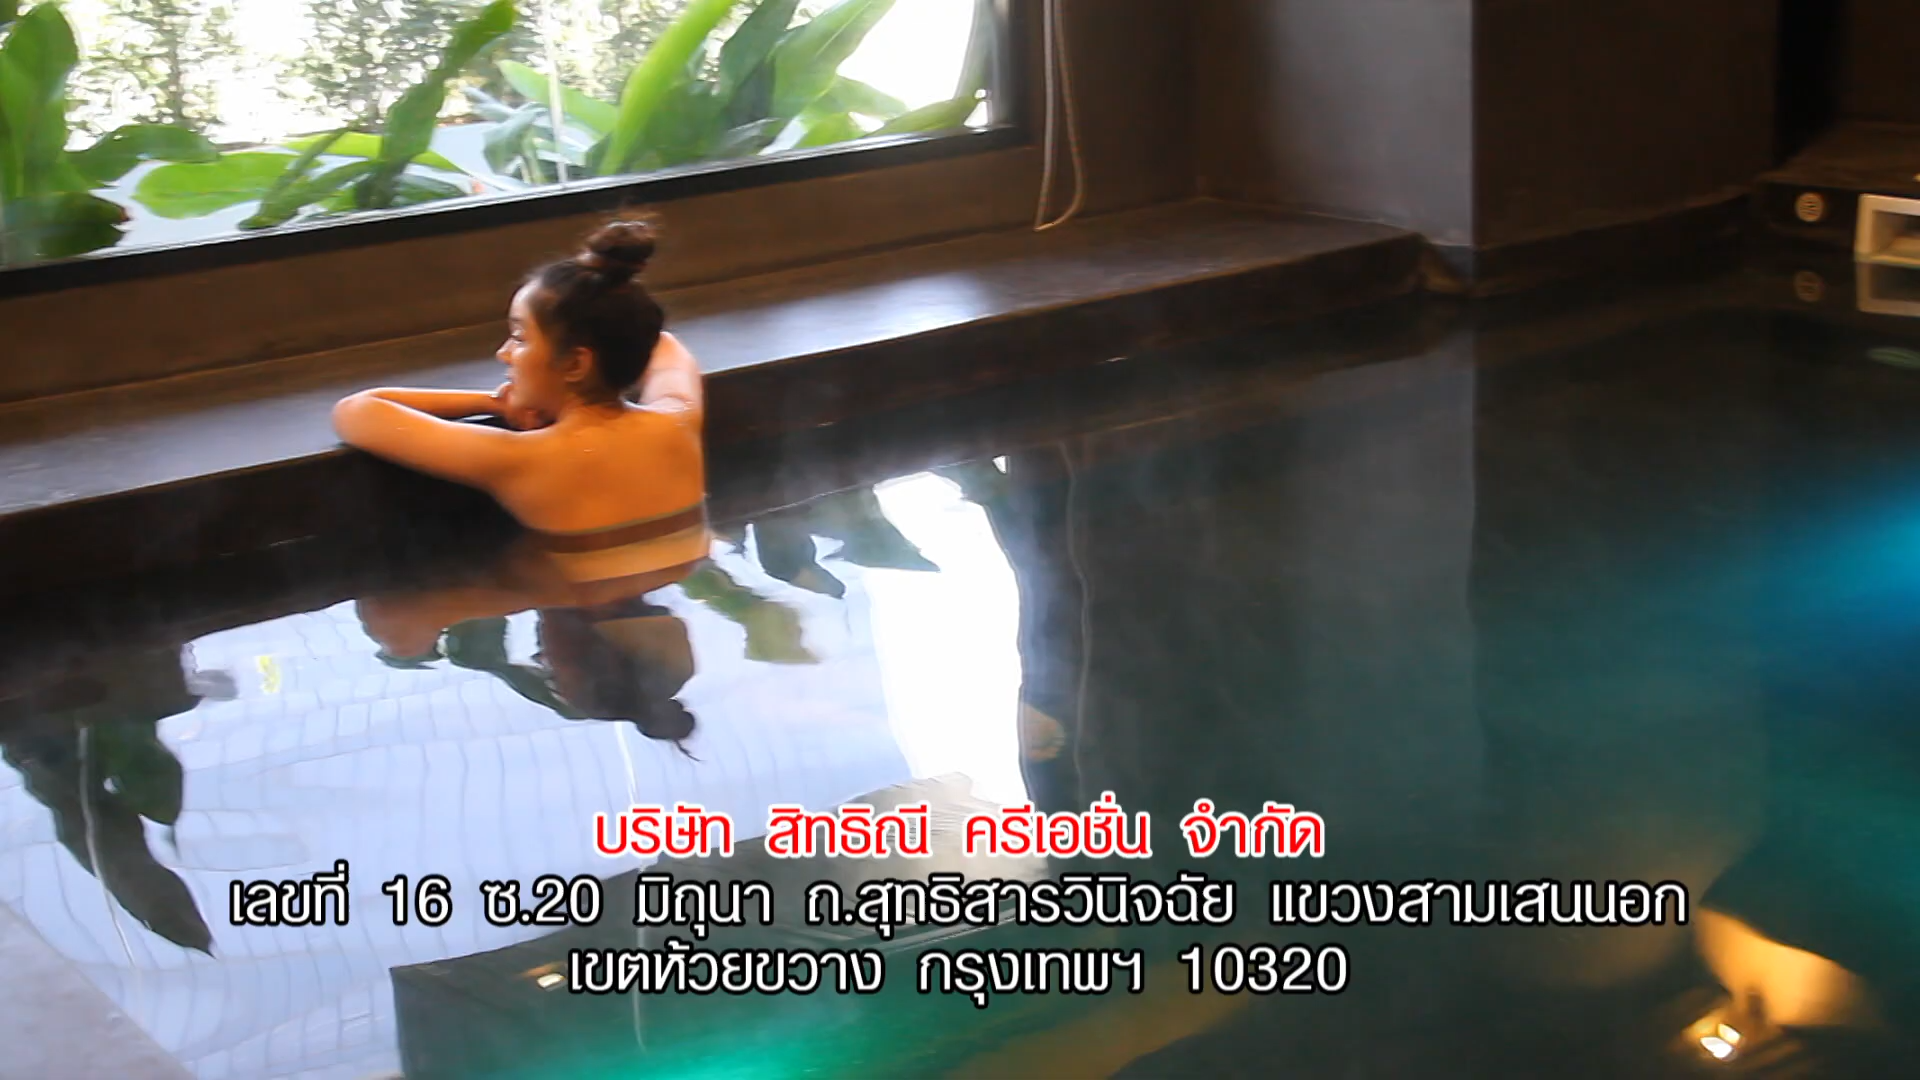 บริษัท สิทธิณี ครีเอชั่น จำกัด
เลขที่ 16 ซ.20 มิถุนา ถ.สุทธิสารวินิจฉัย แขวงสามเสนนอก
เขตห้วยขวาง กรุงเทพฯ 10320